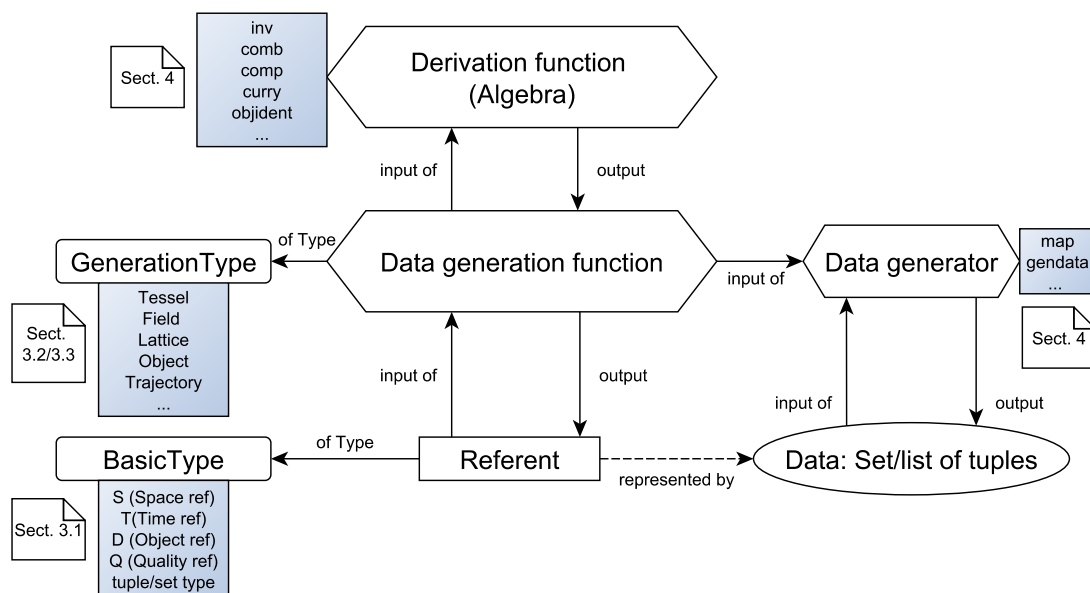 inv
comb
comp
curry
objident
...
Sect. 4
Derivation function
(Algebra)
input of
output
of Type
GenerationType
Tessel
Field
Lattice
Object
Trajectory
...
Sect.
3.2/3.3
Data generation function
input of
Data generator
map
gendata
...
Sect. 4
input of
output
input of
output
of Type
BasicType
S (Space ref)
T(Time ref)
D (Object ref)
Q (Quality ref)
tuple/set type
Sect. 3.1
Referent
represented by
Data: Set/list of tuples